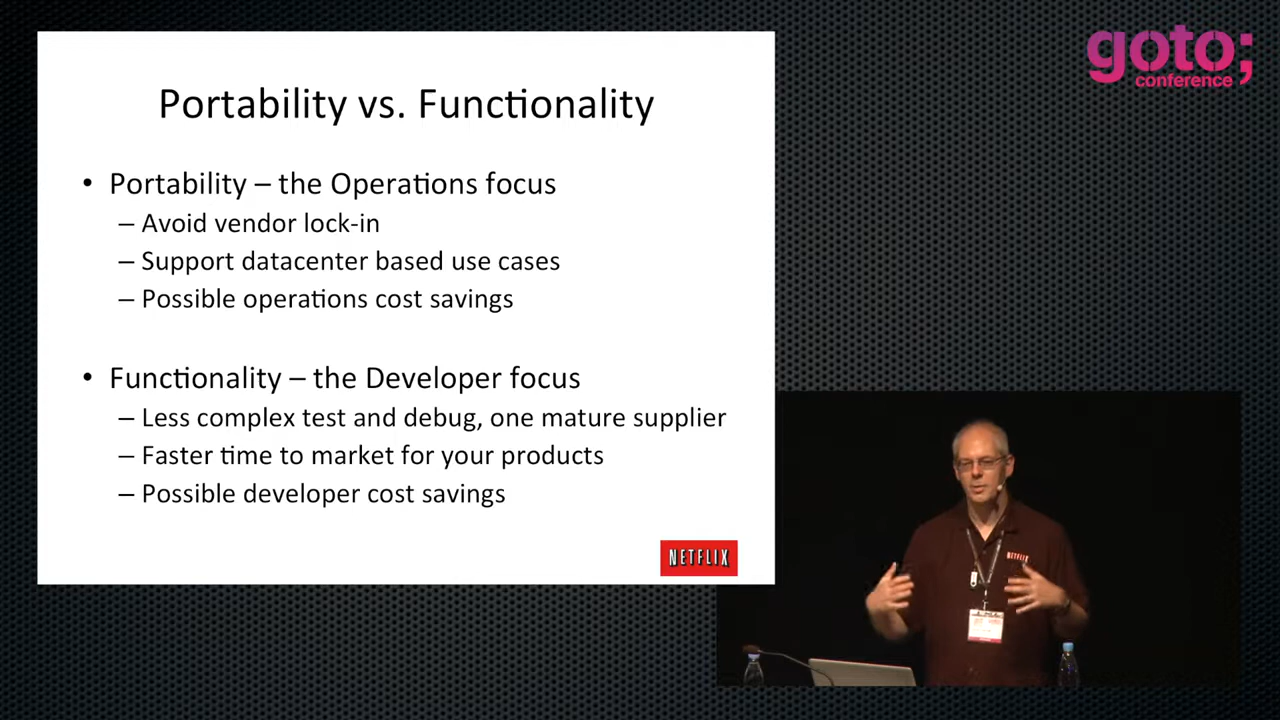 goto;
conference
Portability vs. Functionality
• Portability – the Operations focus
– Avoid vendor lock-in
– Support datacenter based use cases
– Possible operations cost savings
• Functionality – the Developer focus
– Less complex test and debug, one mature supplier
– Faster time to market for your products
– Possible developer cost savings
NETFLIX
NETFLIX